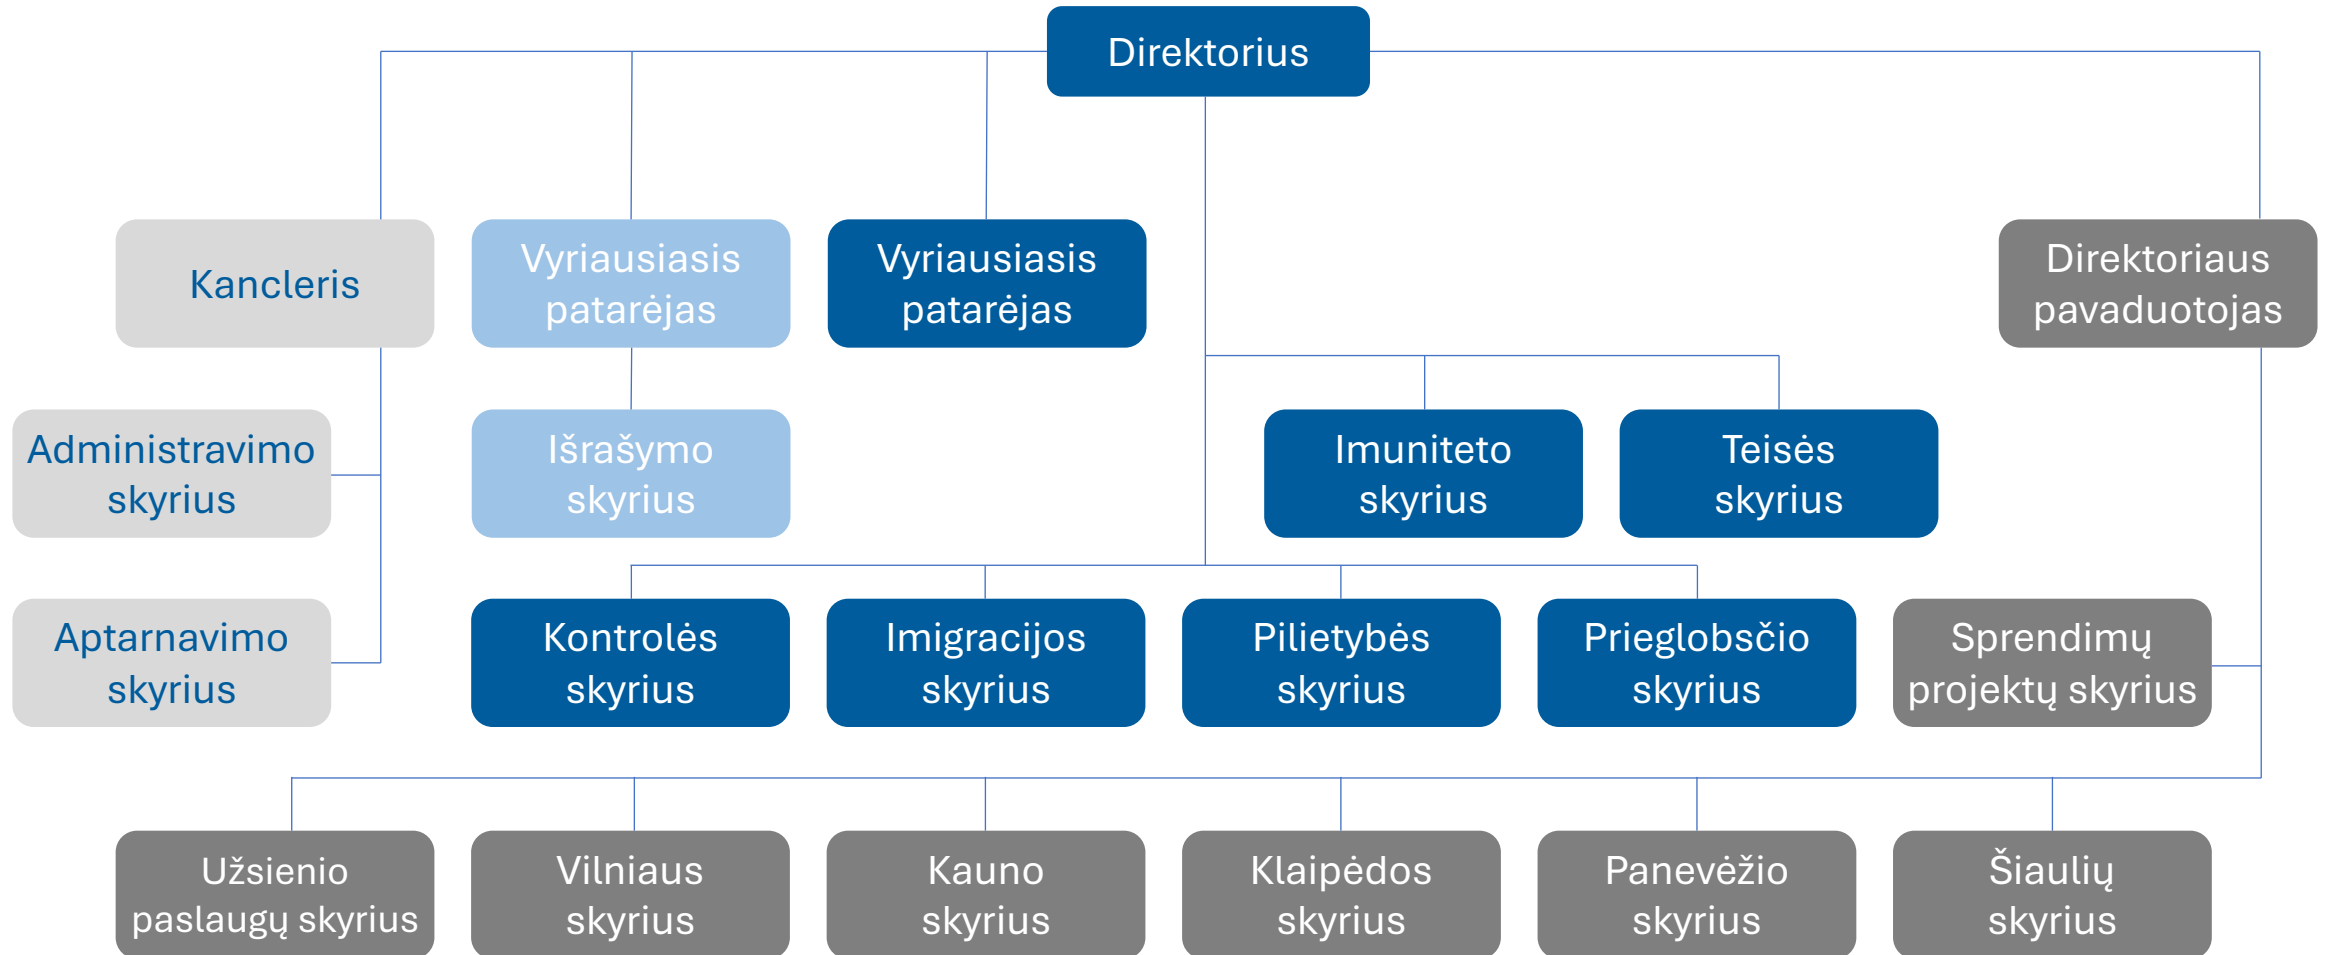 Direktorius
Kancleris
Vyriausiasis
patarėjas
Vyriausiasis
patarėjas
Direktoriaus
pavaduotojas
Administravimo
skyrius
Išrašymo
skyrius
Imuniteto
skyrius
Teisės
skyrius
Aptarnavimo
skyrius
Kontrolės
skyrius
Imigracijos
skyrius
Pilietybės
skyrius
Prieglobsčio
skyrius
Sprendimų
projektų skyrius
Užsienio
paslaugų skyrius
Vilniaus
skyrius
Kauno
skyrius
Klaipėdos
skyrius
Panevėžio
skyrius
Šiaulių
skyrius